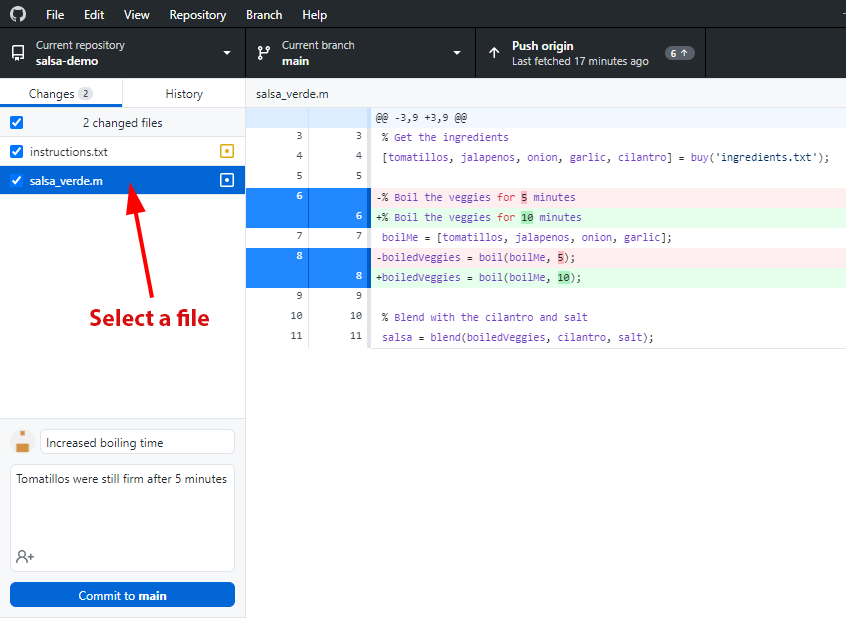 File Edit View Repository Branch Help
Current repository
salsa-demo
Current branch
main
Push origin
Last fetched 17 minutes ago
6
Changes 2
History
2 changed files
instructions.txt
salsa_verde.m
Select a file
Increased boiling time
Tomatillos were still firm after 5 minutes
Commit to main
salsa_verde.m
@@ -3,9 +3,9 @@
3 3 % Get the ingredients
4 4 [tomatillos, jalapenos, onion, garlic, cilantro] = buy('ingredients.txt');
5 5
6 -% Boil the veggies for 5 minutes
6 +% Boil the veggies for 10 minutes
7 7 boilMe = [tomatillos, jalapenos, onion, garlic];
8 -boiledVeggies = boil(boilMe, 5);
8 +boiledVeggies = boil(boilMe, 10);
9 9
10 10 % Blend with the cilantro and salt
11 11 salsa = blend(boiledVeggies, cilantro, salt);